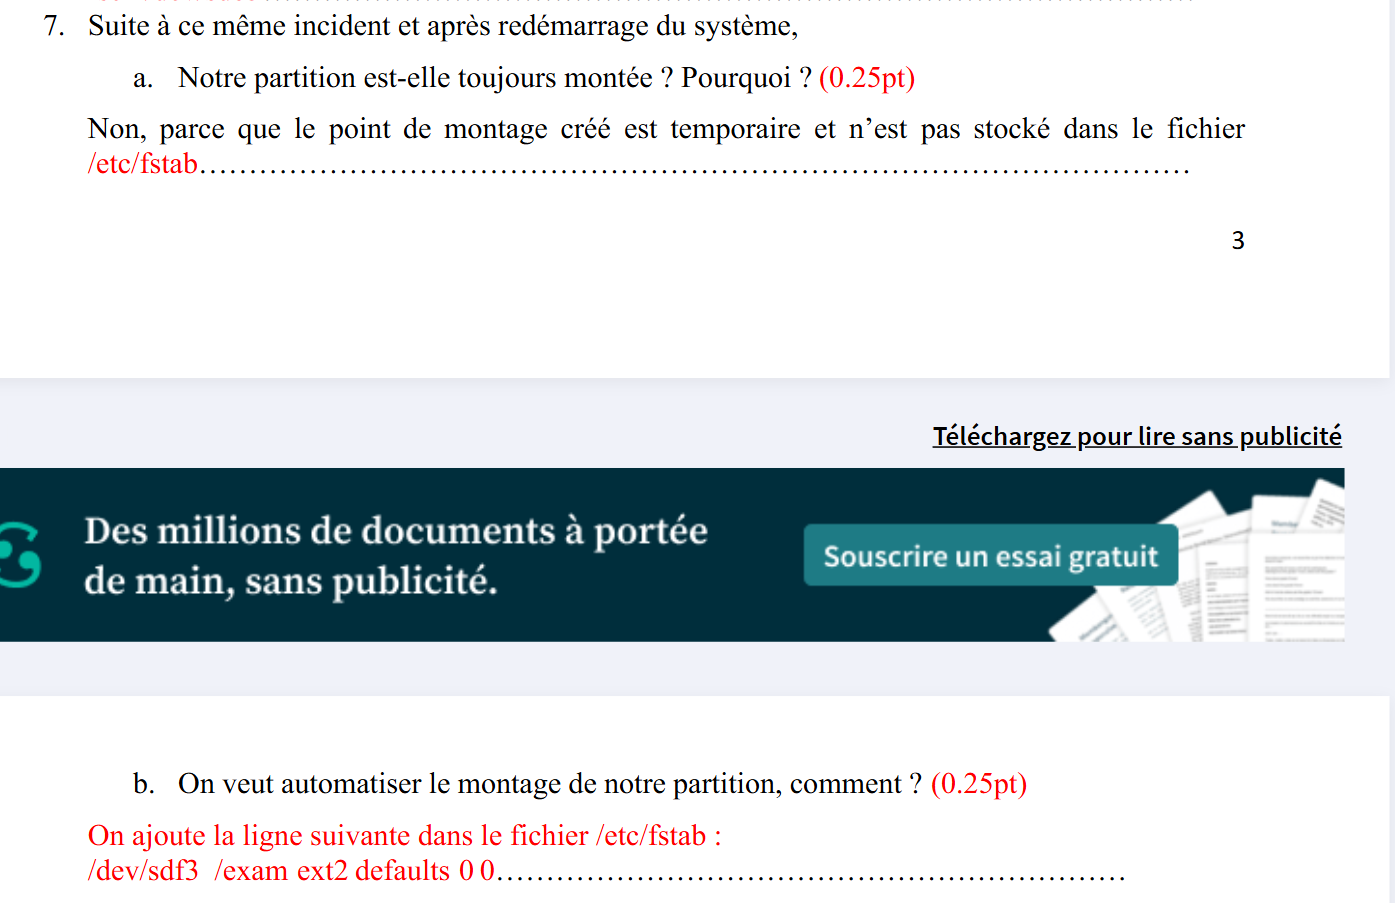 7. Suite à ce même incident et après redémarrage du système,
a. Notre partition est-elle toujours montée ? Pourquoi ? (0.25pt)
Non, parce que le point de montage créé est temporaire et n’est pas stocké dans le fichier
/etc/fstab……………………………………………………………………………………
3
Téléchargez pour lire sans publicité
Des millions de documents à portée
de main, sans publicité.
Souscrire un essai gratuit
b. On veut automatiser le montage de notre partition, comment ? (0.25pt)
On ajoute la ligne suivante dans le fichier /etc/fstab :
/dev/sdf3 /exam ext2 defaults 0 0………………………………………………………